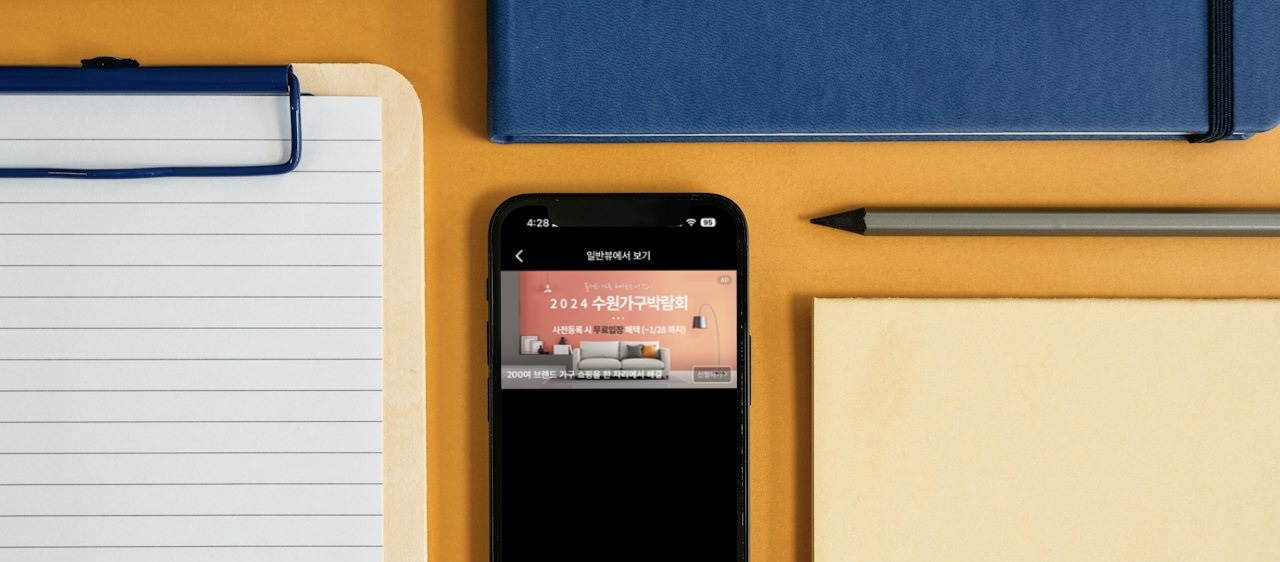 4:28
95
일반뷰에서 보기
AD
2024 수원가구박람회
사전등록 시 무료입장 혜택 (~1/28 까지)
200여 브랜드 가구 쇼핑을 한 자리에서 해결
신청하기